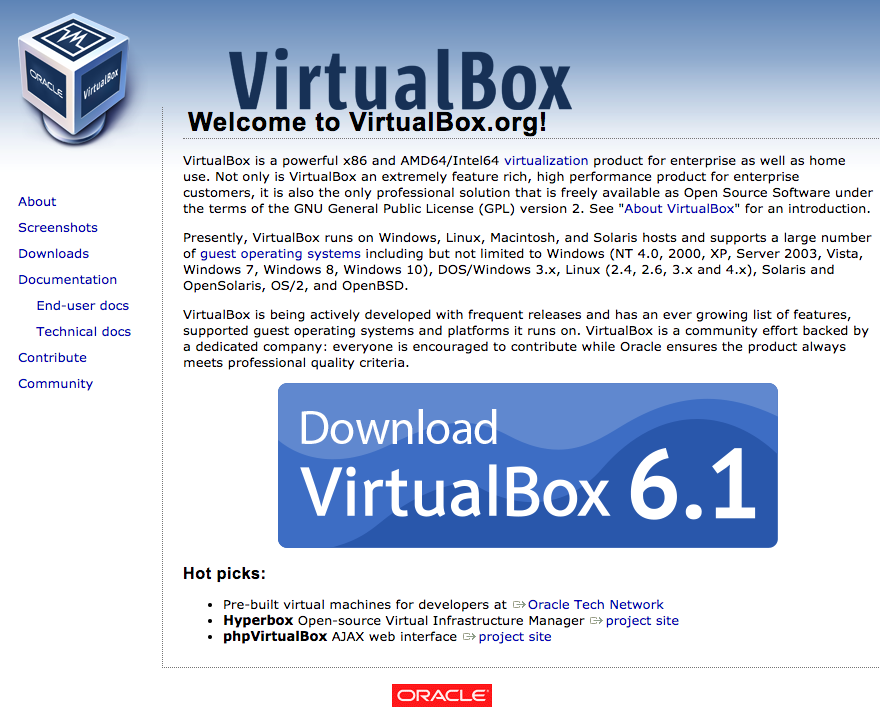 ORACLE
VirtualBox
VirtualBox
Welcome to VirtualBox.org!
About
Screenshots
Downloads
Documentation
End-user docs
Technical docs
Contribute
Community
VirtualBox is a powerful x86 and AMD64/Intel64 virtualization product for enterprise as well as home
use. Not only is VirtualBox an extremely feature rich, high performance product for enterprise
customers, it is also the only professional solution that is freely available as Open Source Software under
the terms of the GNU General Public License (GPL) version 2. See "About VirtualBox" for an introduction.
Presently, VirtualBox runs on Windows, Linux, Macintosh, and Solaris hosts and supports a large number
of guest operating systems including but not limited to Windows (NT 4.0, 2000, XP, Server 2003, Vista,
Windows 7, Windows 8, Windows 10), DOS/Windows 3.x, Linux (2.4, 2.6, 3.x and 4.x), Solaris and
OpenSolaris, OS/2, and OpenBSD.
VirtualBox is being actively developed with frequent releases and has an ever growing list of features,
supported guest operating systems and platforms it runs on. VirtualBox is a community effort backed by
a dedicated company: everyone is encouraged to contribute while Oracle ensures the product always
meets professional quality criteria.
Download
VirtualBox 6.1
Hot picks:
• Pre-built virtual machines for developers at Oracle Tech Network
• Hyperbox Open-source Virtual Infrastructure Manager project site
• phpVirtualBox AJAX web interface project site
ORACLE